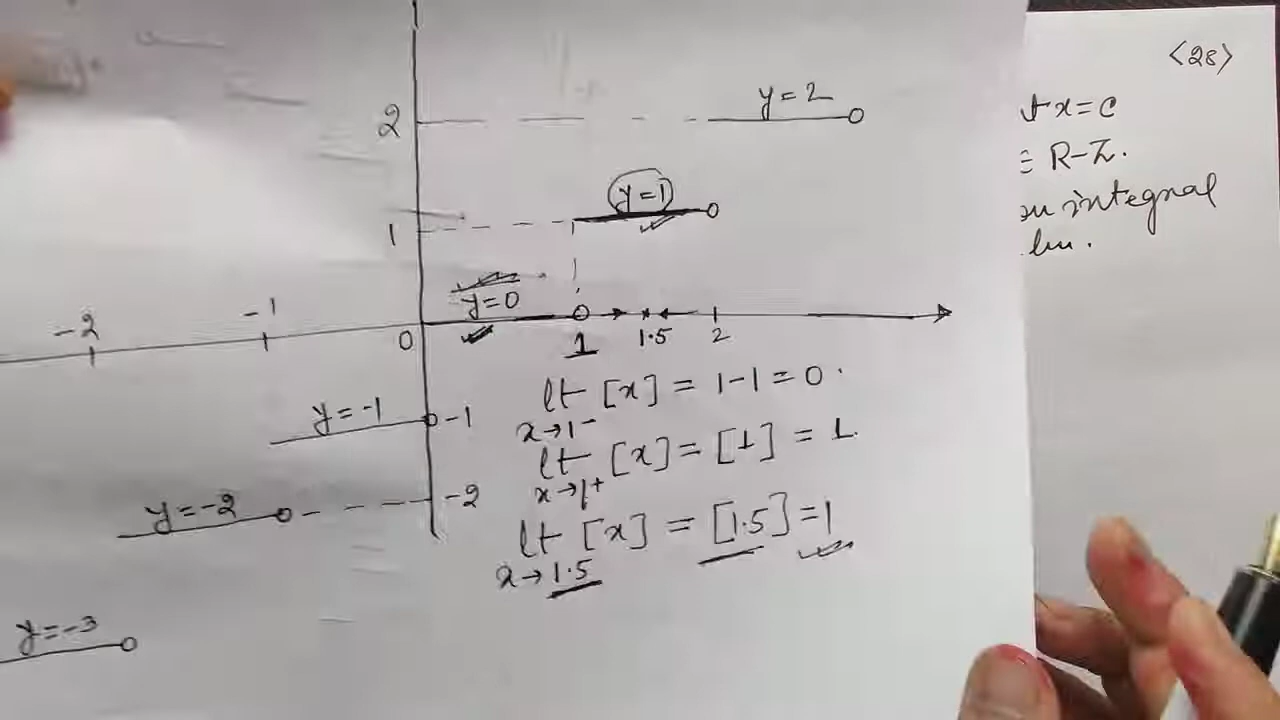 <28>
x=c
R-Z.
integral
2
y=2
y=1
1
y=0
-2
-1
0
1
1.5
2
lt [x] = 1-1=0.
x→1⁻
y=-1
-1
lt [x] = [1] = 1.
x→1⁺
y=-2
-2
lt [x] = [1.5]=1
x→1.5
y=-3